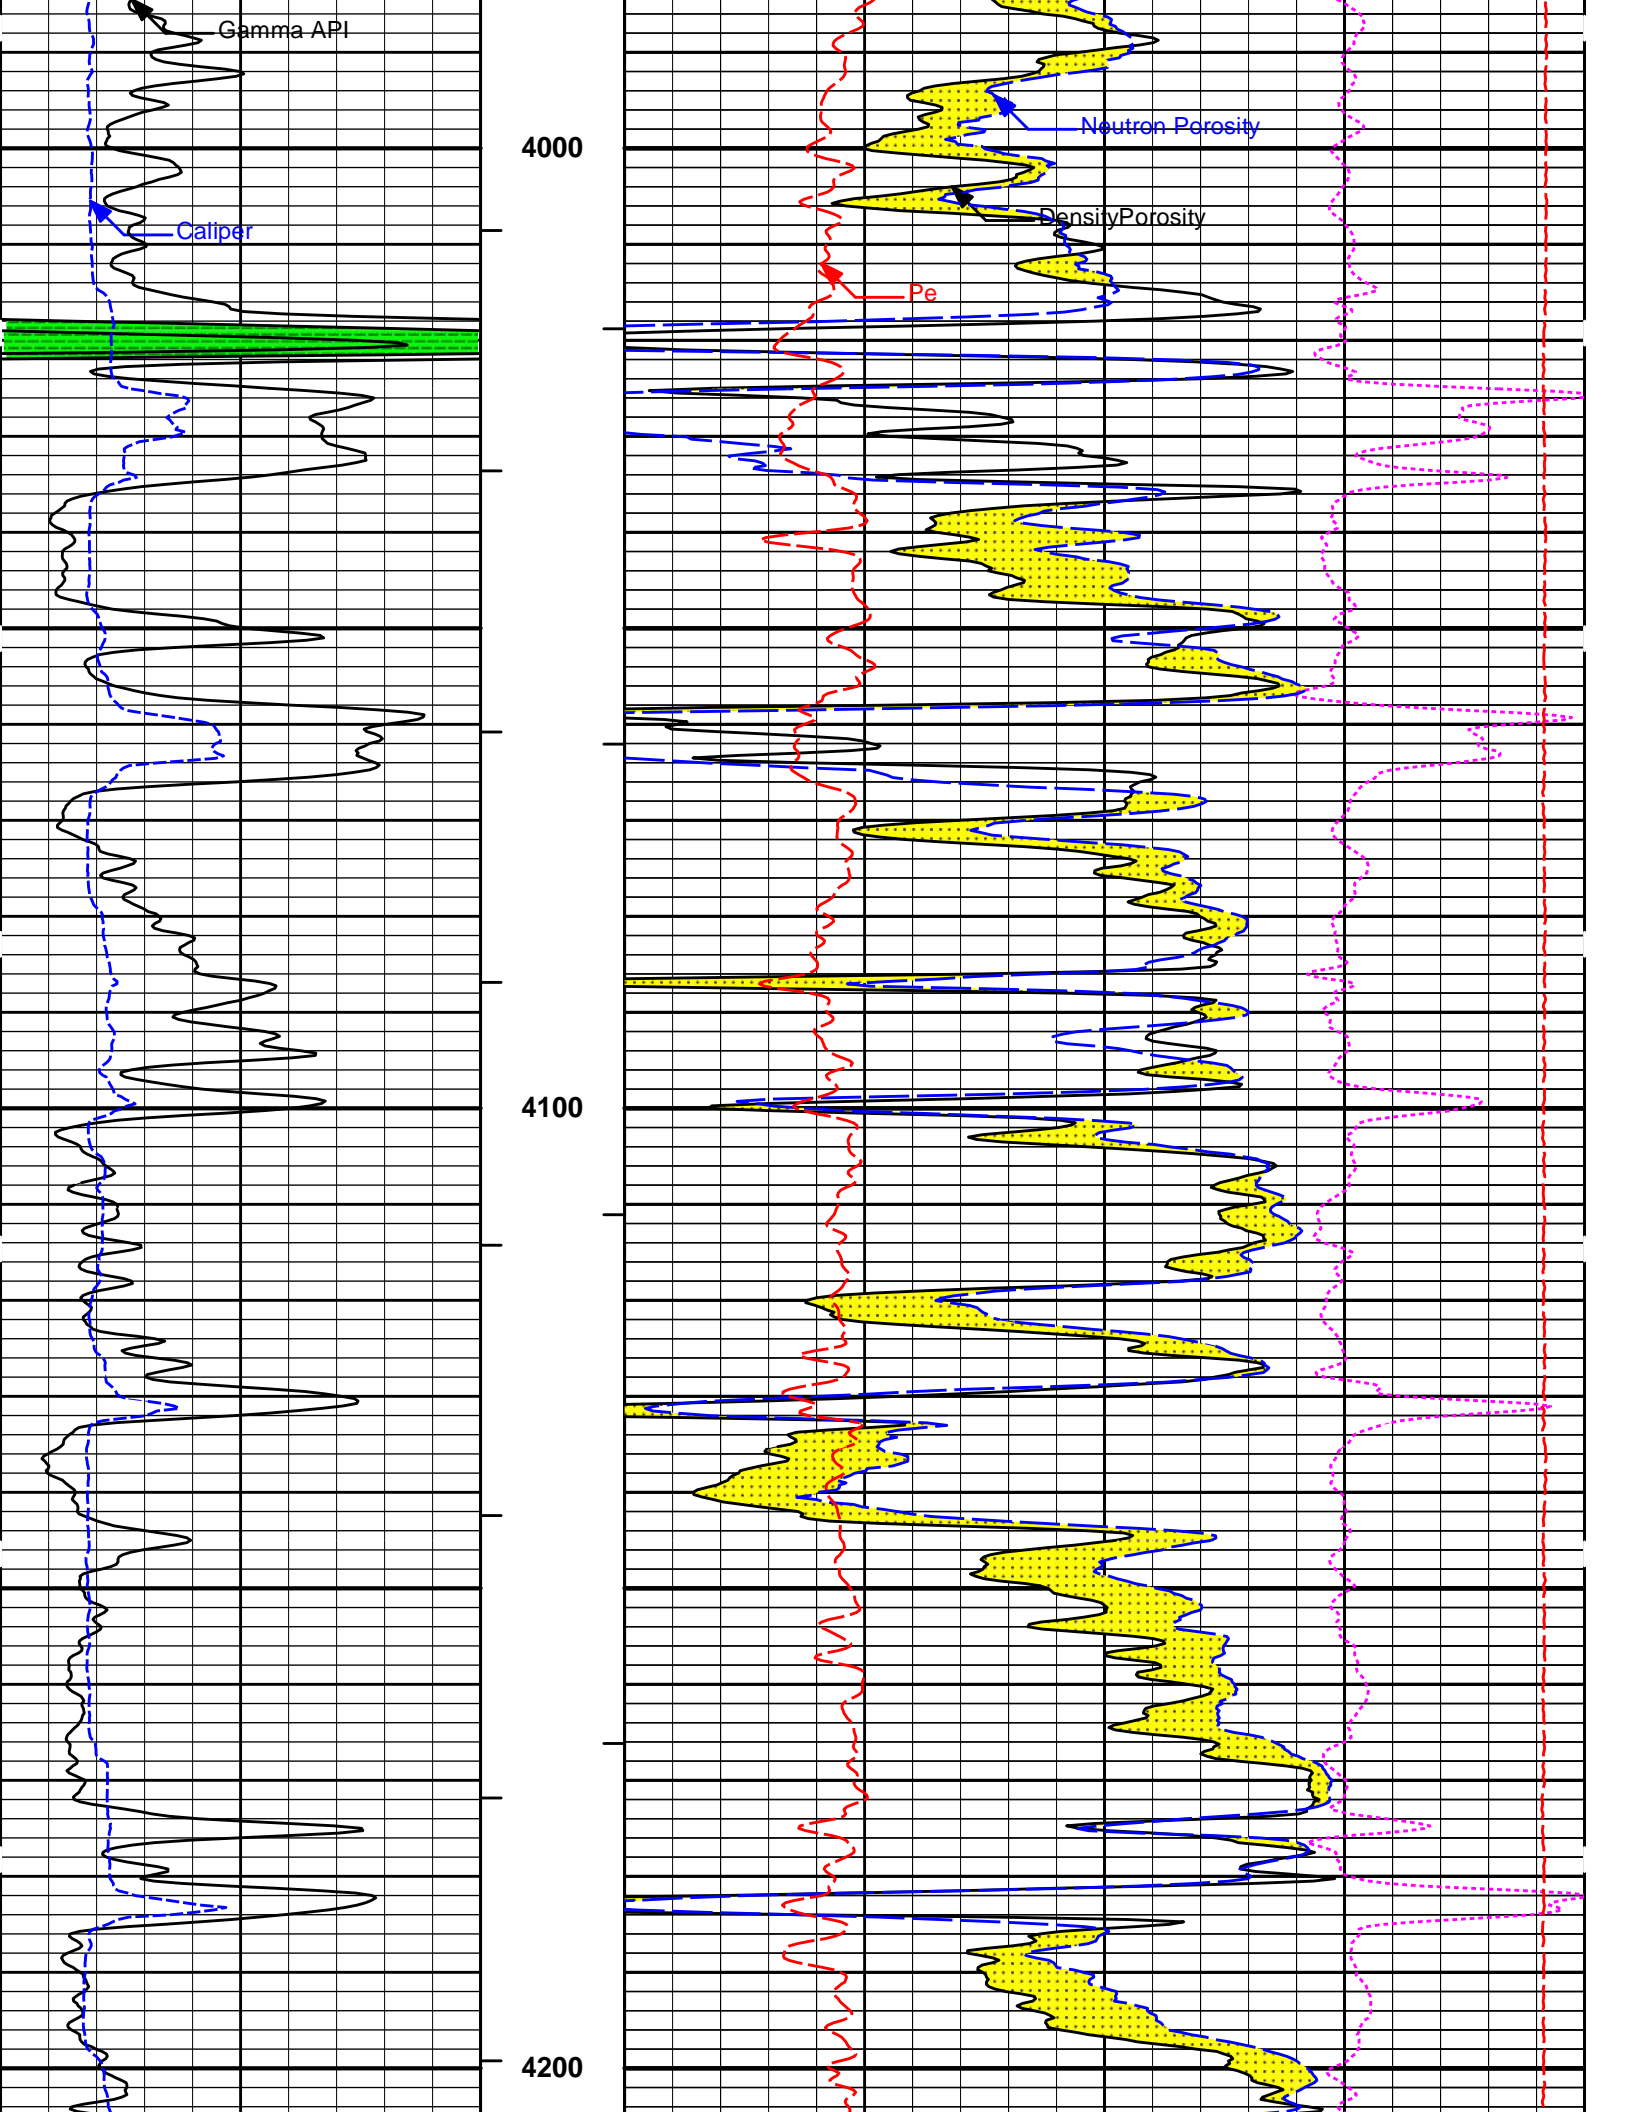 Gamma API
Neutron Porosity
4000
DensityPorosity
Caliper
Pe
4100
4200